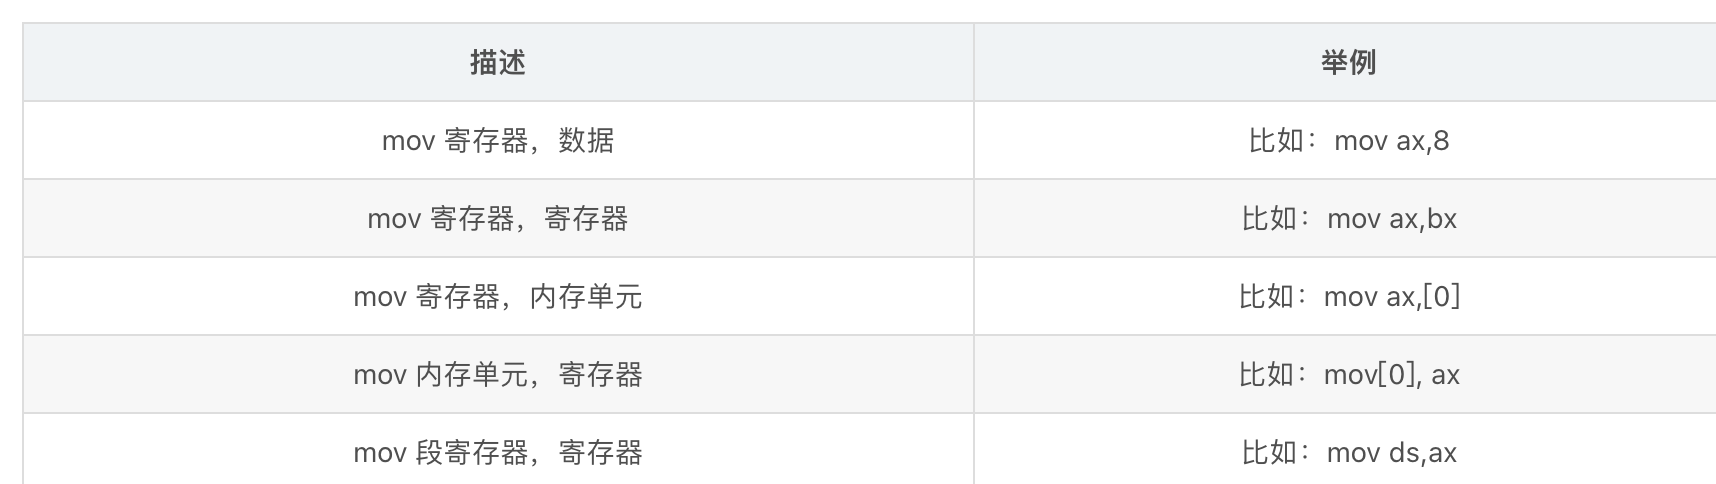 描述 举例
mov 寄存器，数据 比如：mov ax,8
mov 寄存器，寄存器 比如：mov ax,bx
mov 寄存器，内存单元 比如：mov ax,[0]
mov 内存单元，寄存器 比如：mov[0], ax
mov 段寄存器，寄存器 比如：mov ds,ax